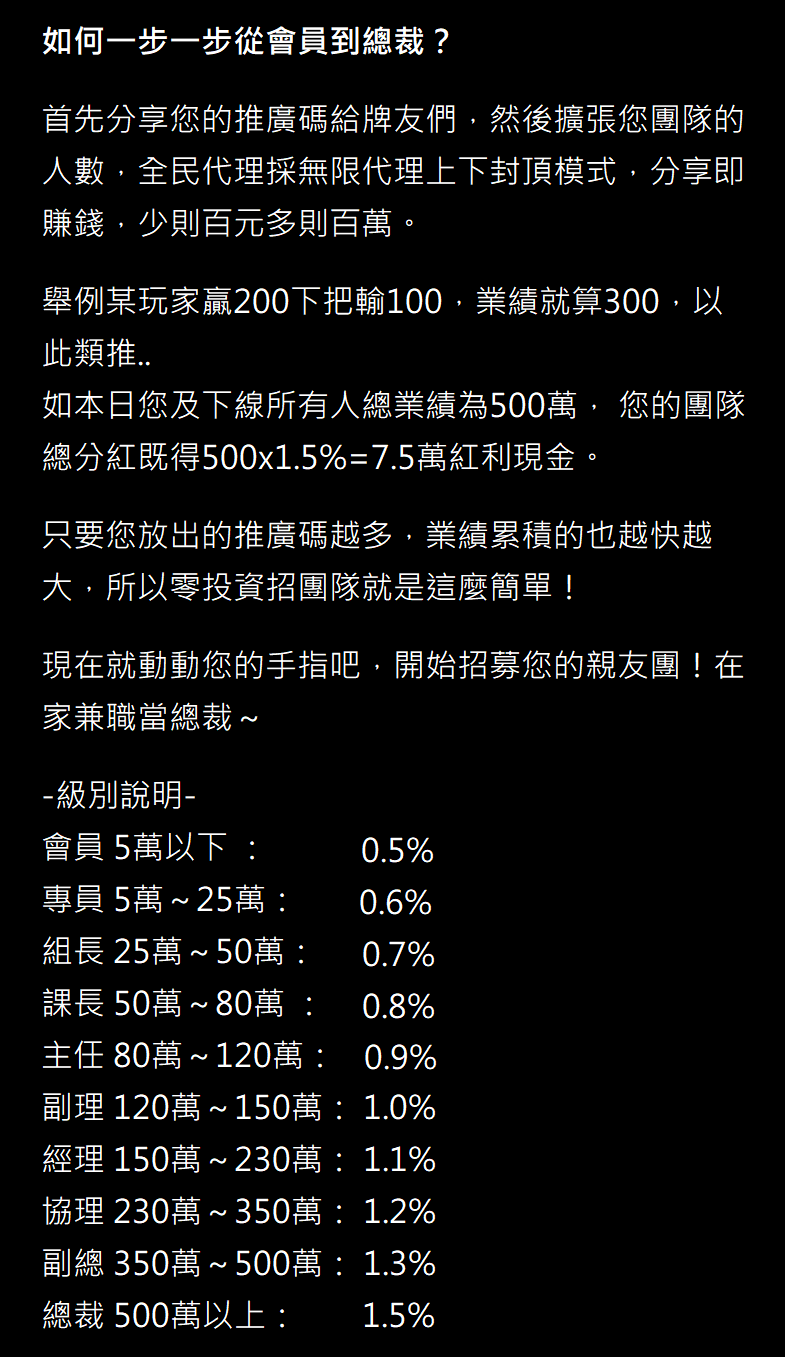 如何一步一步從會員到總裁？
首先分享您的推廣碼給牌友們，然後擴張您團隊的
人數，全民代理採無限代理上下封頂模式，分享即
賺錢，少則百元多則百萬。
舉例某玩家贏200下把輸100，業績就算300，以
此類推..
如本日您及下線所有人總業績為500萬， 您的團隊
總分紅既得500x1.5%=7.5萬紅利現金。
只要您放出的推廣碼越多，業績累積的也越快越
大，所以零投資招團隊就是這麼簡單！
現在就動動您的手指吧，開始招募您的親友團！在
家兼職當總裁～
-級別說明-
會員 5萬以下 ： 0.5%
專員 5萬～25萬： 0.6%
組長 25萬～50萬： 0.7%
課長 50萬～80萬 ： 0.8%
主任 80萬～120萬： 0.9%
副理 120萬～150萬： 1.0%
經理 150萬～230萬： 1.1%
協理 230萬～350萬： 1.2%
副總 350萬～500萬： 1.3%
總裁 500萬以上： 1.5%